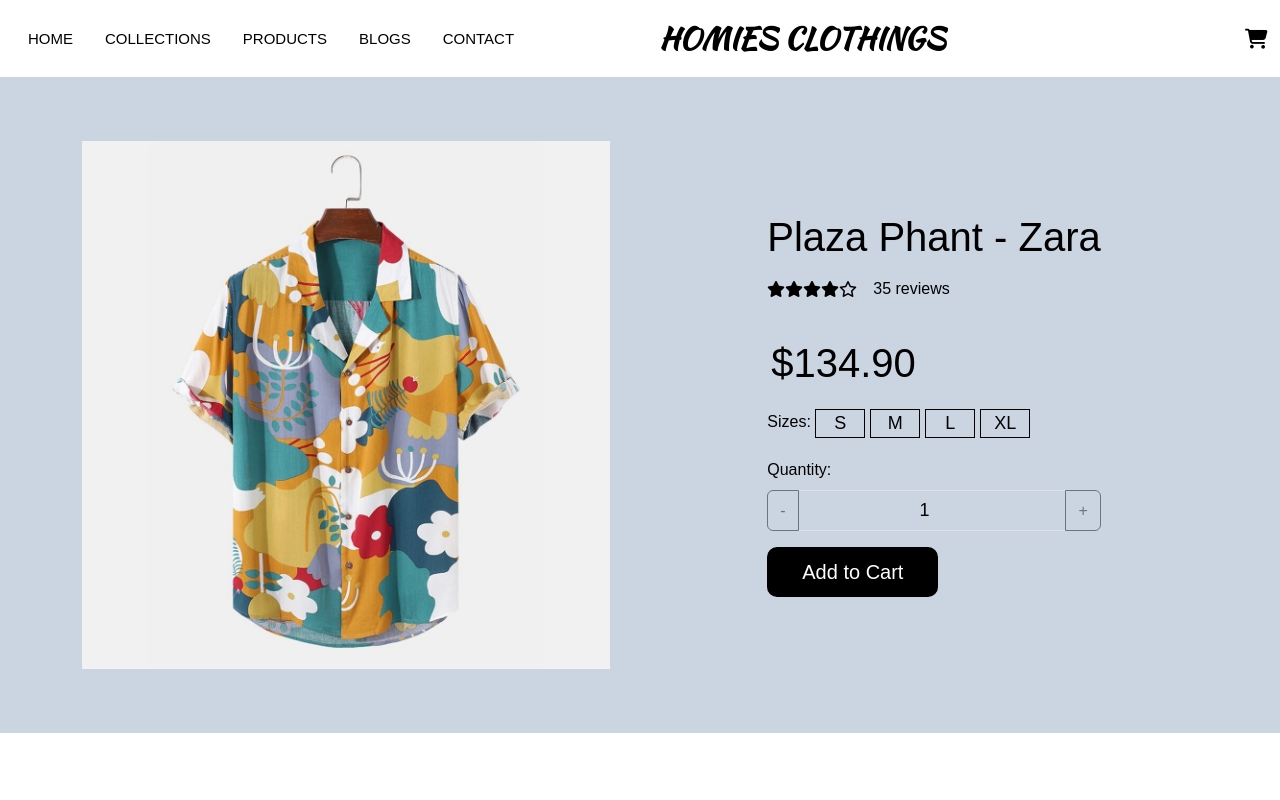 HOME COLLECTIONS PRODUCTS BLOGS CONTACT HOMIES CLOTHINGS
Plaza Phant - Zara
35 reviews
$134.90
Sizes: S M L XL
Quantity:
- 1 +
Add to Cart